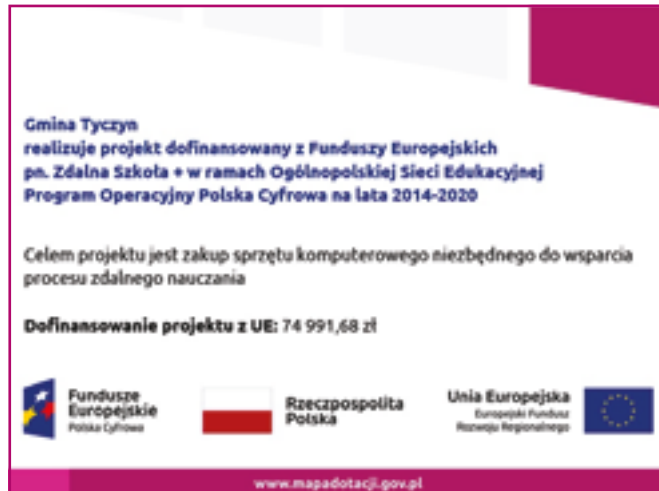 Gmina Tyczyn
realizuje projekt dofinansowany z Funduszy Europejskich
pn. Zdalna Szkoła + w ramach Ogólnopolskiej Sieci Edukacyjnej
Program Operacyjny Polska Cyfrowa na lata 2014-2020
Celem projektu jest zakup sprzętu komputerowego niezbędnego do wsparcia
procesu zdalnego nauczania
Dofinansowanie projektu z UE: 74 991,68 zł
Fundusze
Europejskie
Polska Cyfrowa
Rzeczpospolita
Polska
Unia Europejska
Europejski Fundusz
Rozwoju Regionalnego
www.mapadotacji.gov.pl